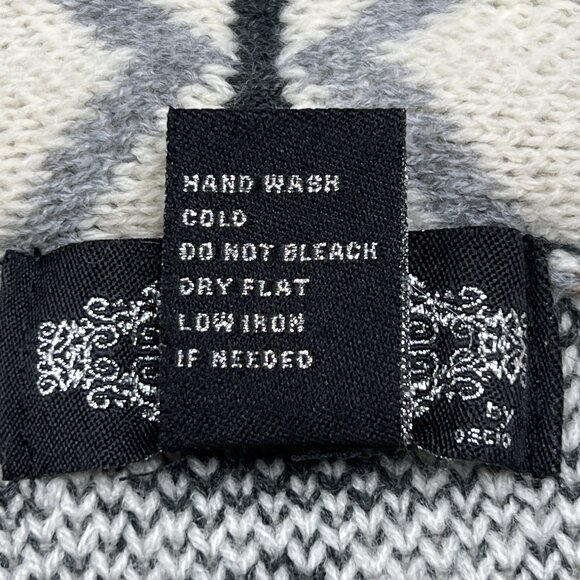 HAND WASH
COLD
DO NOT BLEACH
DRY FLAT
LOW IRON
IF NEEDED
by